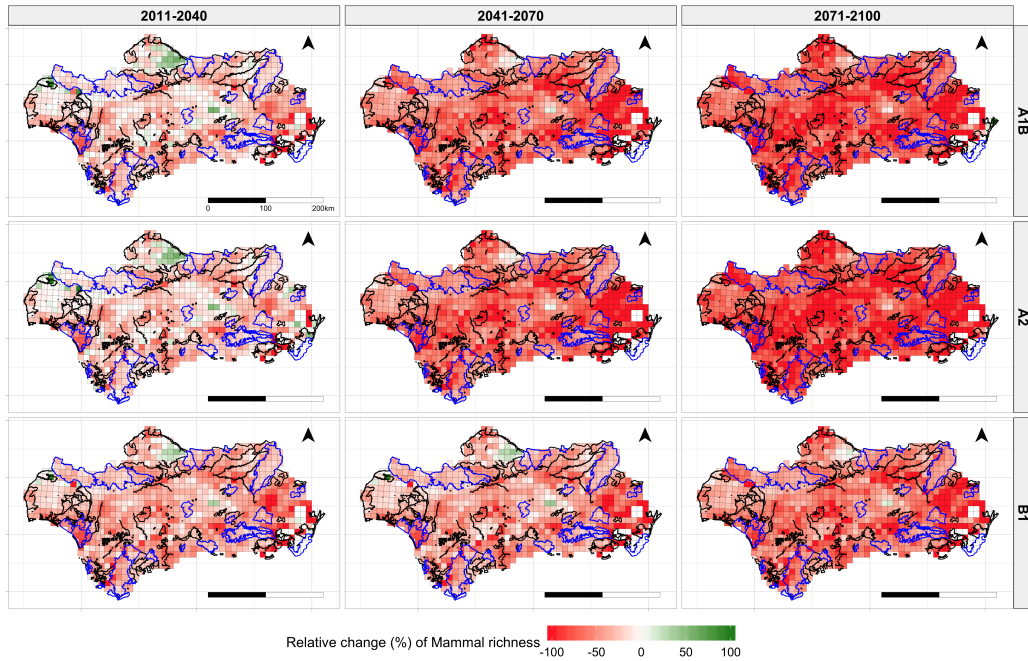 2011-2040 2041-2070 2071-2100
A1B
0 100 200km
A2
B1
Relative change (%) of Mammal richness
-100 -50 0 50 100